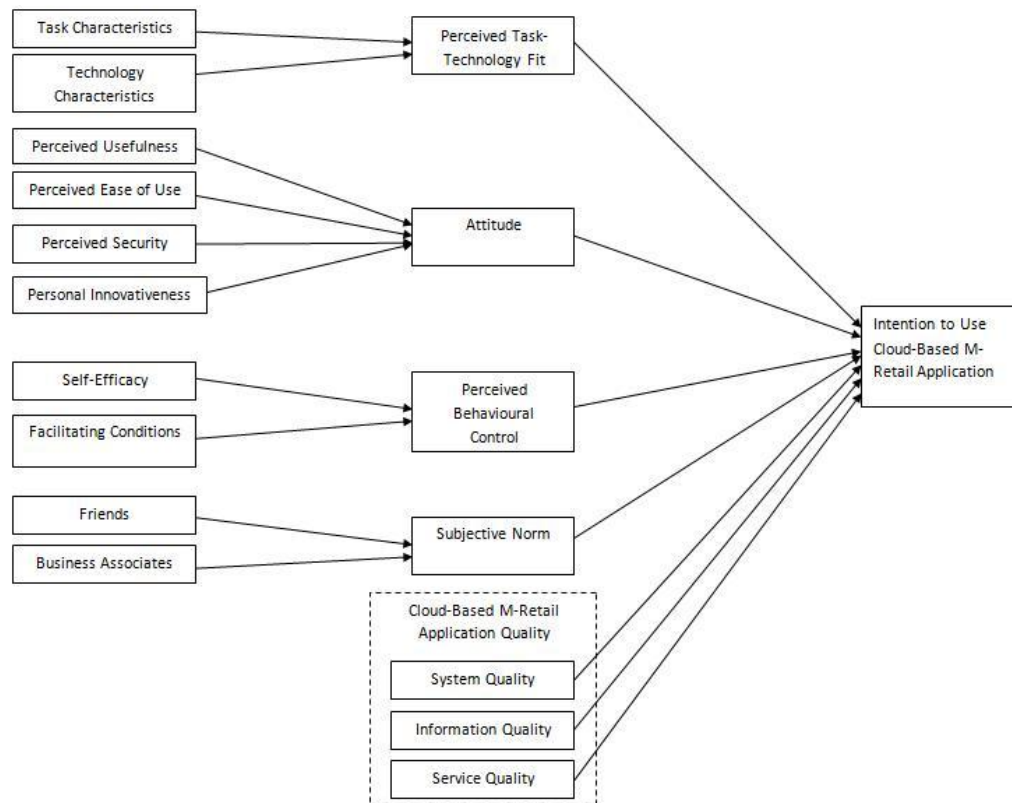 Task Characteristics
Technology
Characteristics
Perceived Usefulness
Perceived Ease of Use
Perceived Security
Personal Innovativeness
Self-Efficacy
Facilitating Conditions
Friends
Business Associates
Perceived Task-
Technology Fit
Attitude
Perceived
Behavioural
Control
Subjective Norm
Cloud-Based M-Retail
Application Quality
System Quality
Information Quality
Service Quality
Intention to Use
Cloud-Based M-
Retail Application